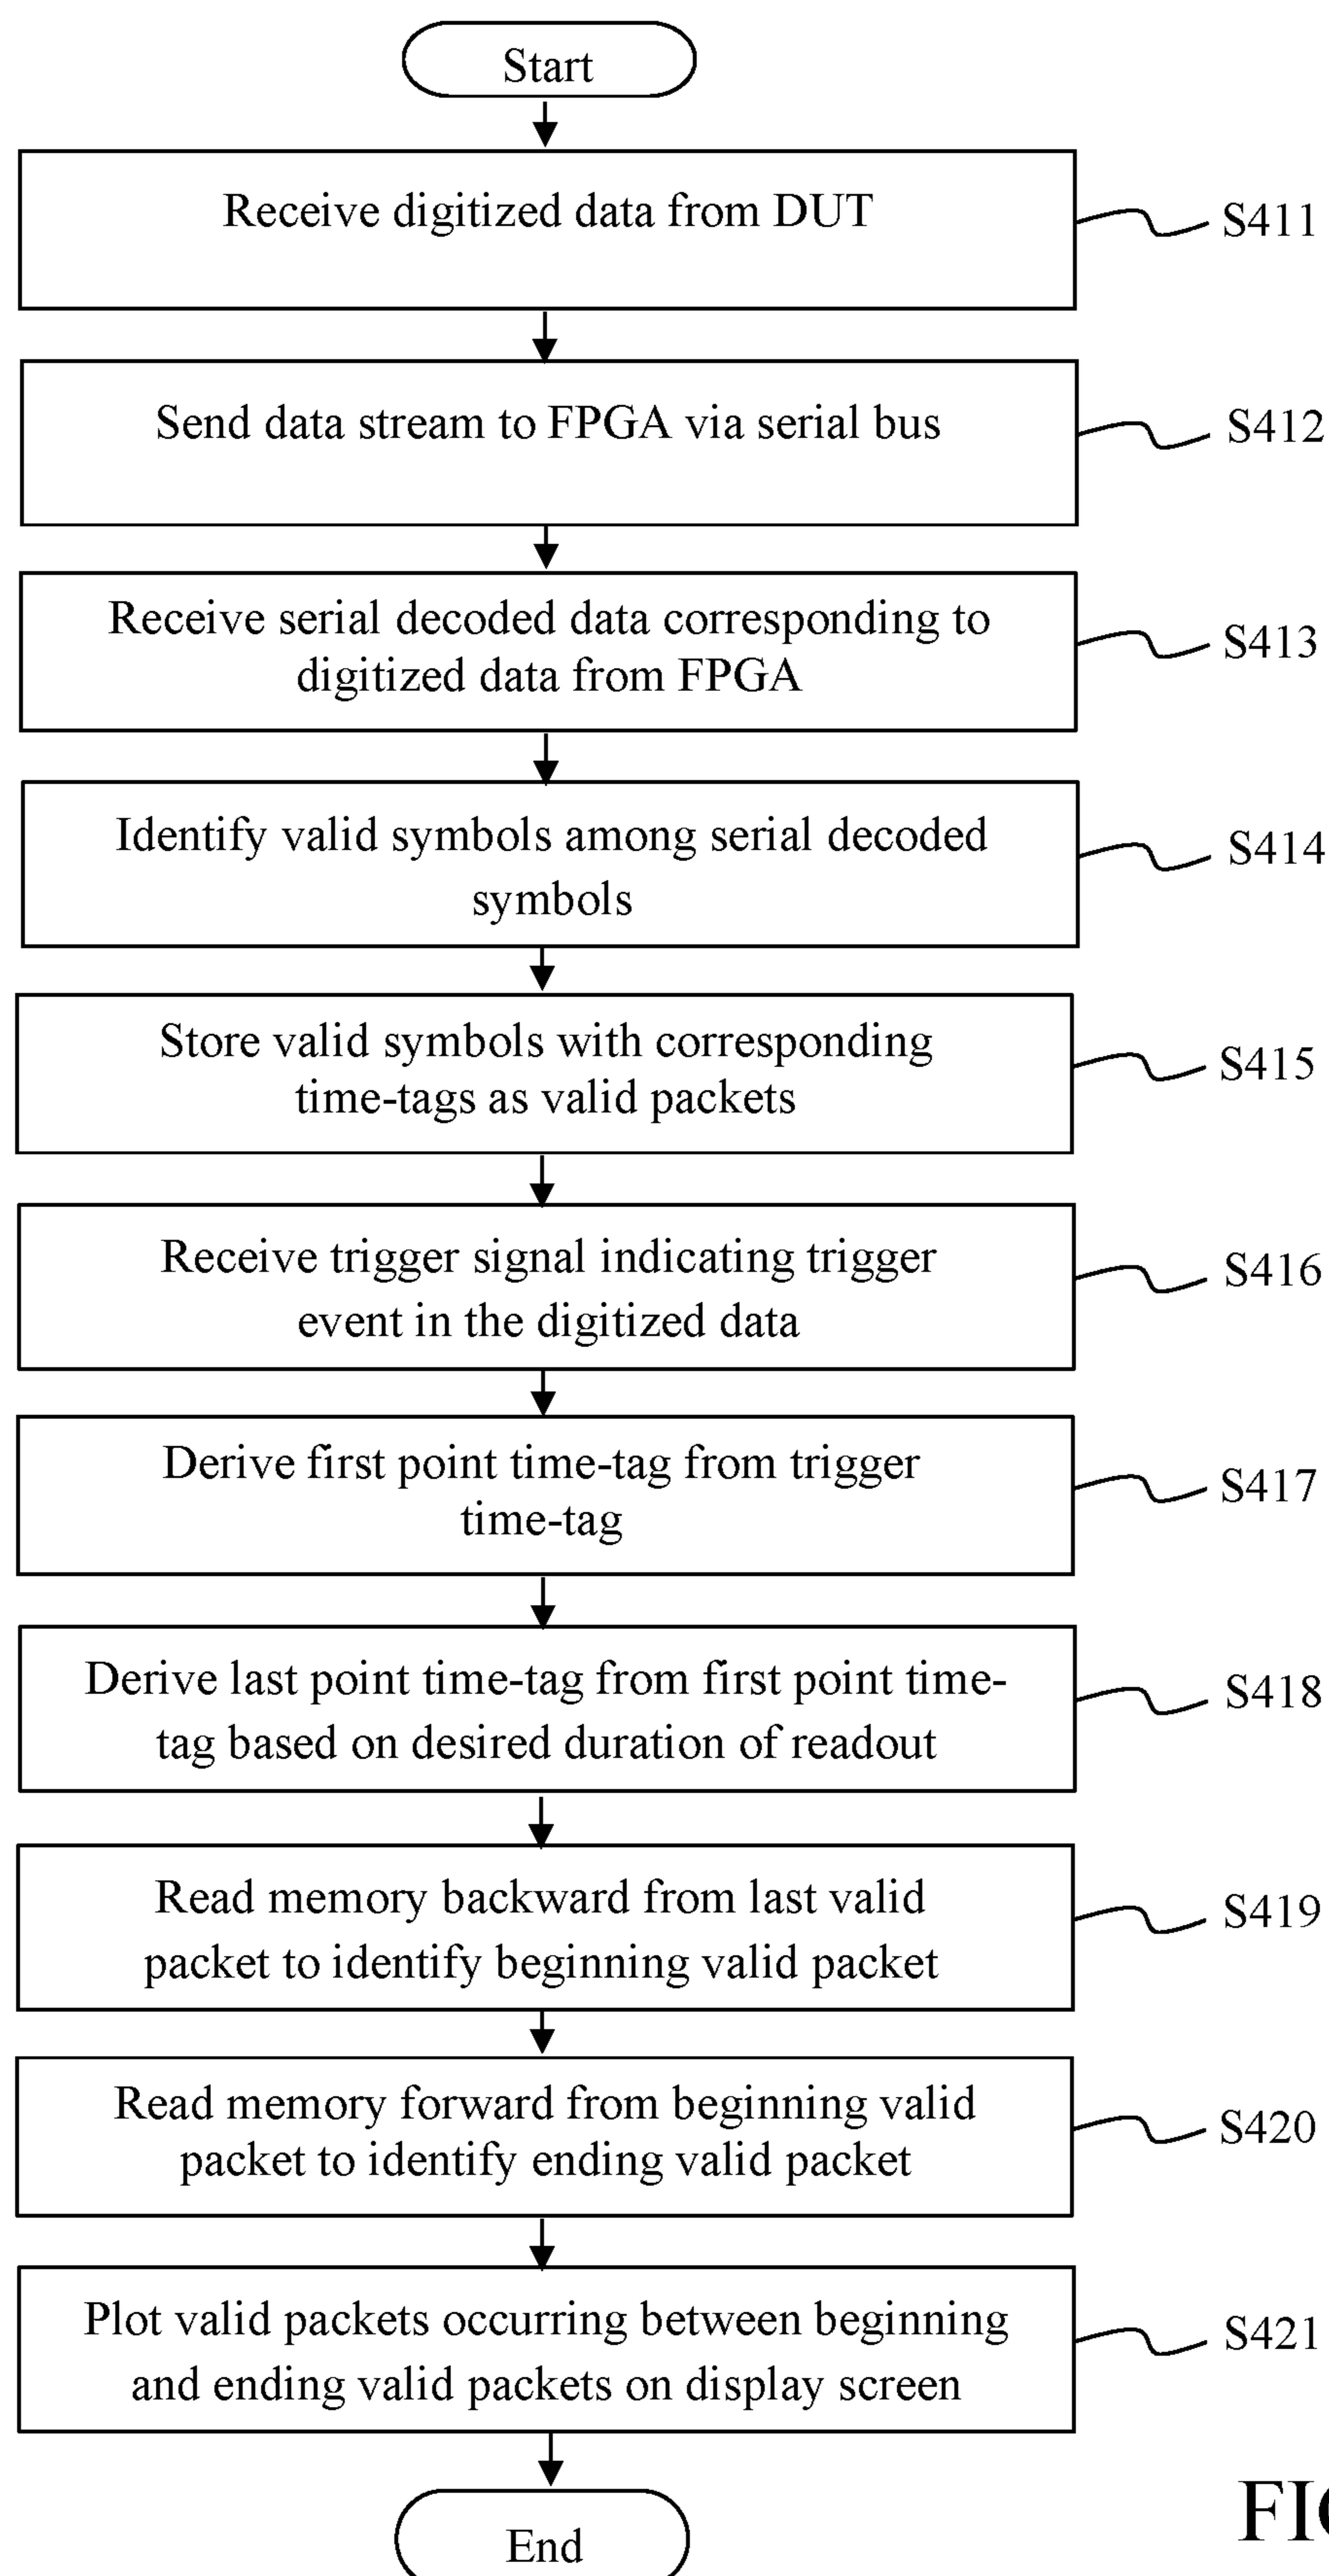 Start
Receive digitized data from DUT
S411
Send data stream to FPGA via serial bus
S412
Receive serial decoded data corresponding to
digitized data from FPGA
S413
Identify valid symbols among serial decoded
symbols
S414
Store valid symbols with corresponding
time-tags as valid packets
S415
Receive trigger signal indicating trigger
event in the digitized data
S416
Derive first point time-tag from trigger
time-tag
S417
Derive last point time-tag from first point time-
tag based on desired duration of readout
S418
Read memory backward from last valid
packet to identify beginning valid packet
S419
Read memory forward from beginning valid
packet to identify ending valid packet
S420
Plot valid packets occurring between beginning
and ending valid packets on display screen
S421
End